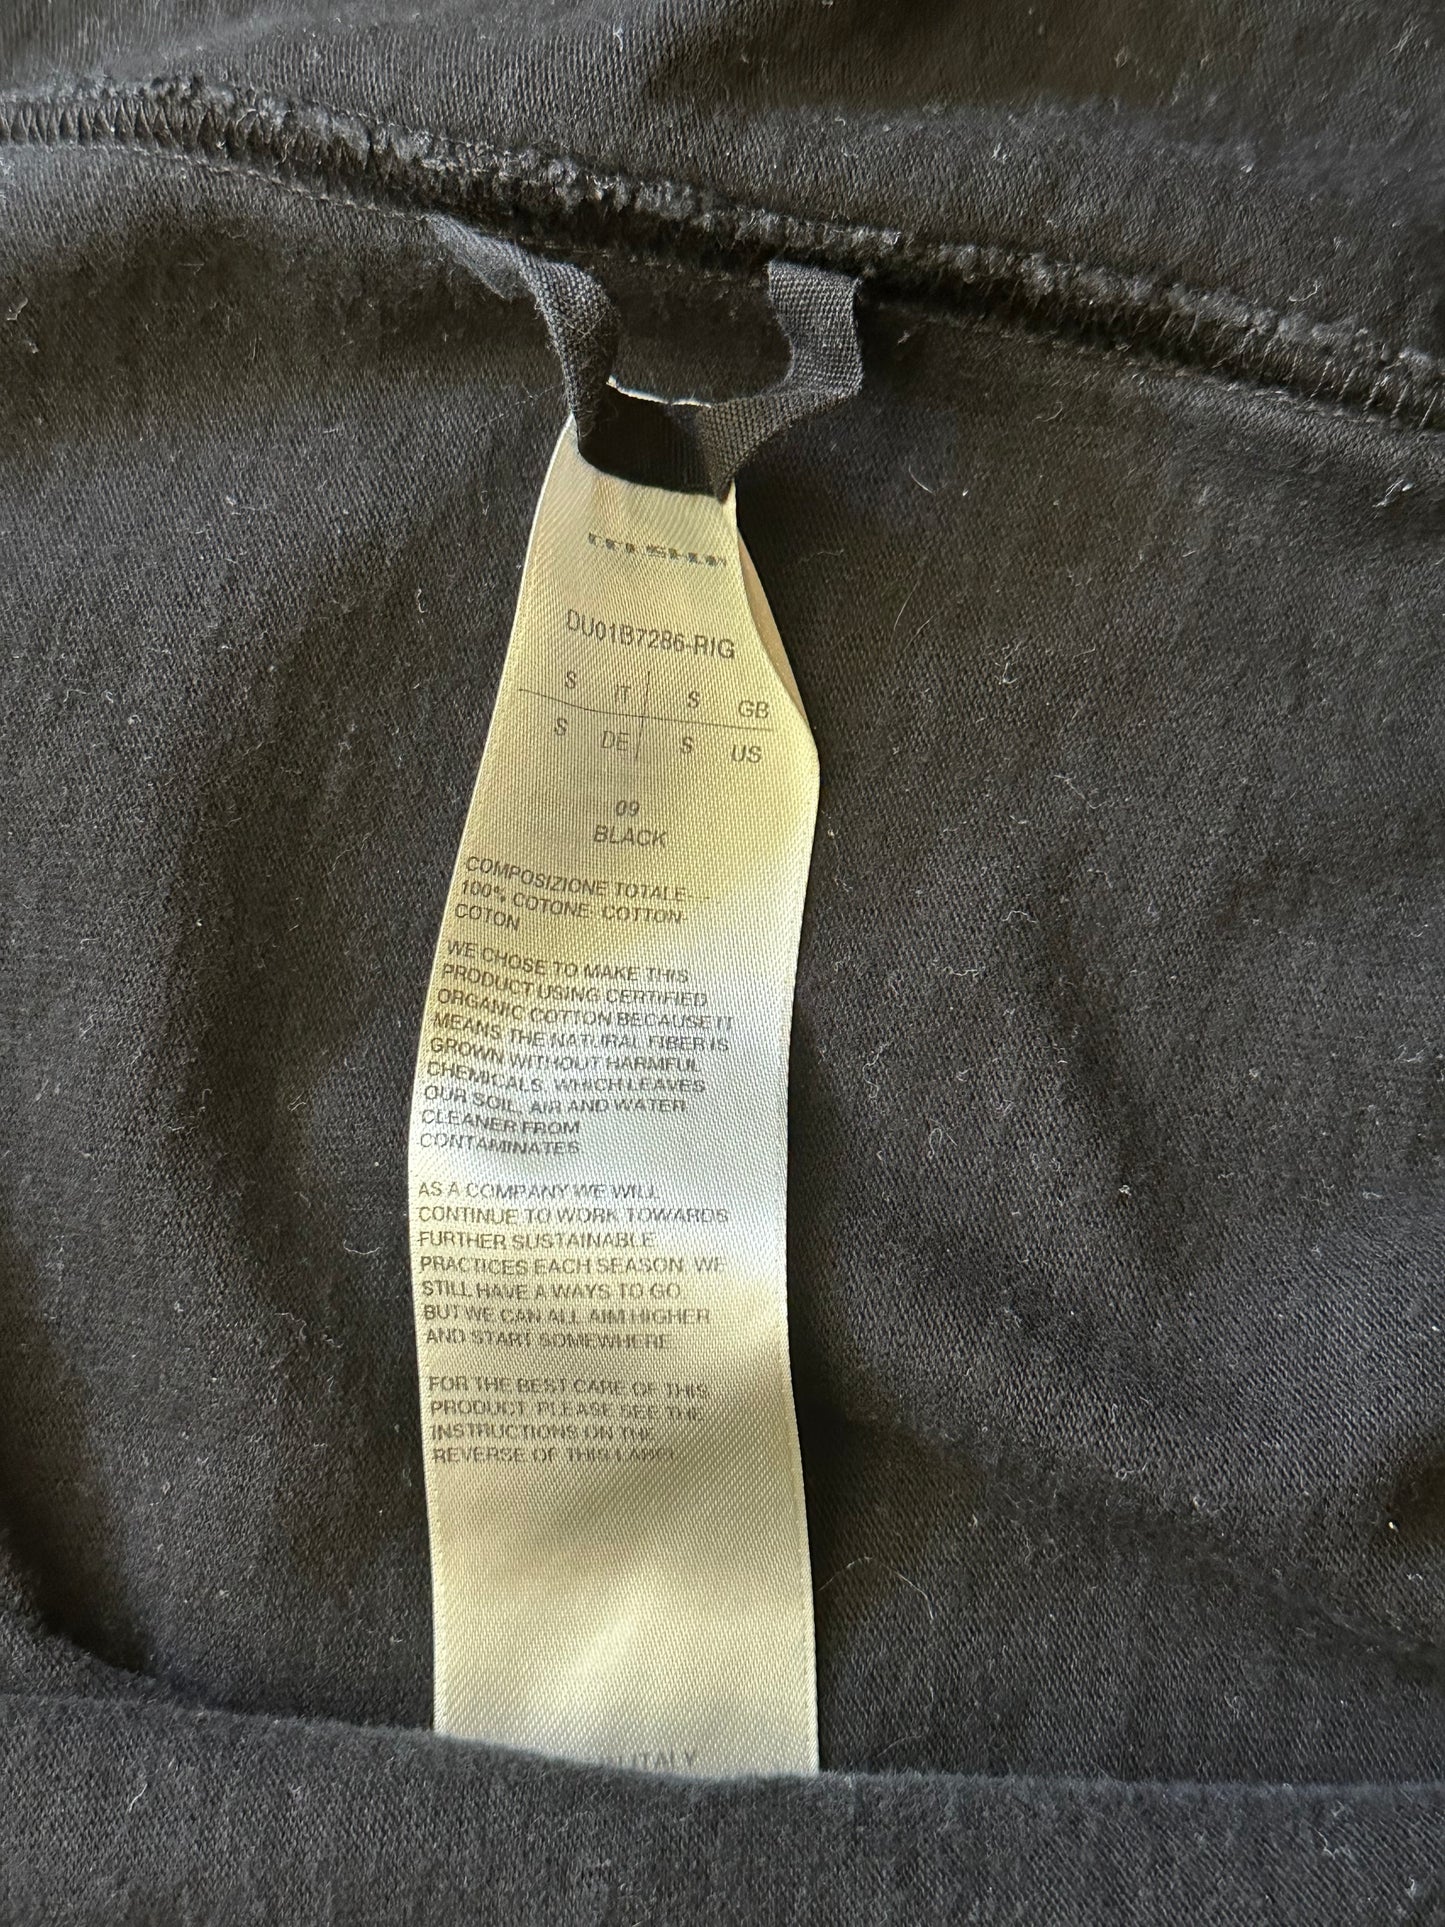 DU01B7286-RIG
S IT S GB
S DE S US
09
BLACK
COMPOSIZIONE TOTALE---
100% COTONE- COTTON-
COTON
WE CHOSE TO MAKE THIS
PRODUCT USING CERTIFIED
ORGANIC COTTON BECAUSE IT
MEANS THE NATURAL FIBER IS
GROWN WITHOUT HARMFUL
CHEMICALS, WHICH LEAVES
OUR SOIL, AIR AND WATER
CLEANER FROM
CONTAMINATES
AS A COMPANY WE WILL
CONTINUE TO WORK TOWARDS
FURTHER SUSTAINABLE
PRACTICES EACH SEASON. WE
STILL HAVE A WAYS TO GO,
BUT WE CAN ALL AIM HIGHER
AND START SOMEWHERE.
FOR THE BEST CARE OF THIS
PRODUCT, PLEASE SEE THE
INSTRUCTIONS ON THE
REVERSE OF THIS LABEL
ITALY